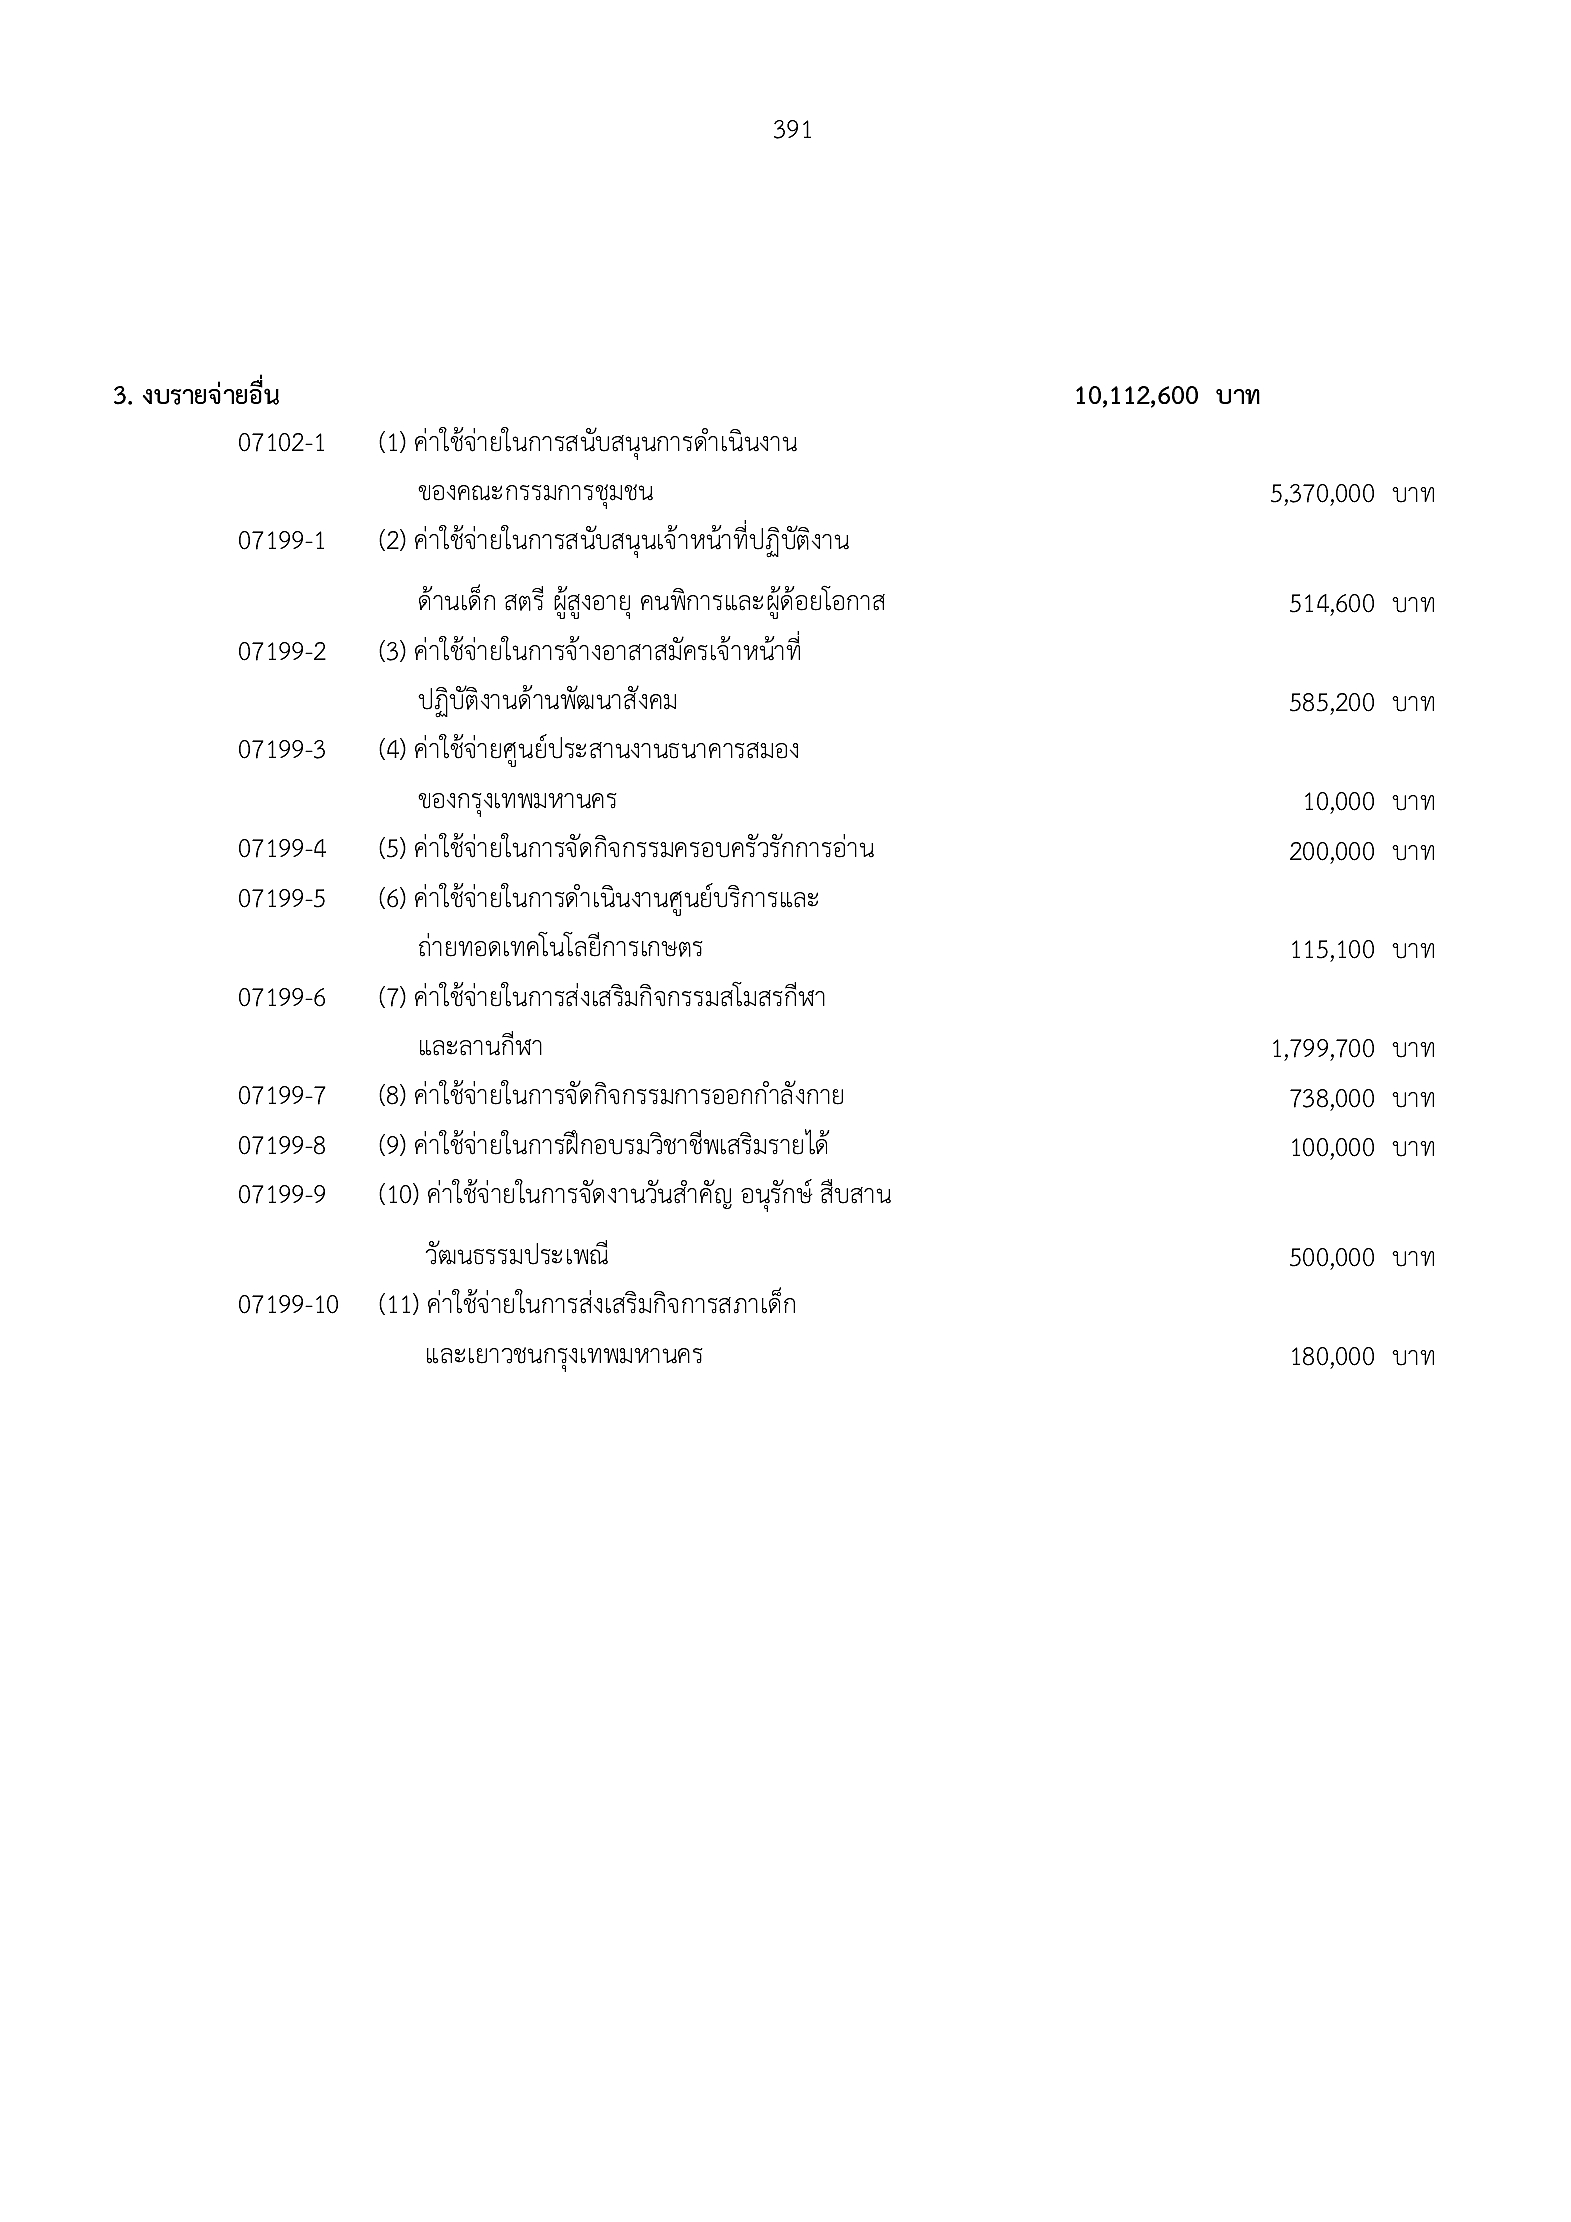 391
3. งบรายจ่ายอื่น 10,112,600 บาท
07102-1 (1) ค่าใช้จ่ายในการสนับสนุนการดำเนินงาน
ของคณะกรรมการชุมชน 5,370,000 บาท
07199-1 (2) ค่าใช้จ่ายในการสนับสนุนเจ้าหน้าที่ปฏิบัติงาน
ด้านเด็ก สตรี ผู้สูงอายุ คนพิการและผู้ด้อยโอกาส 514,600 บาท
07199-2 (3) ค่าใช้จ่ายในการจ้างอาสาสมัครเจ้าหน้าที่
ปฏิบัติงานด้านพัฒนาสังคม 585,200 บาท
07199-3 (4) ค่าใช้จ่ายศูนย์ประสานงานธนาคารสมอง
ของกรุงเทพมหานคร 10,000 บาท
07199-4 (5) ค่าใช้จ่ายในการจัดกิจกรรมครอบครัวรักการอ่าน 200,000 บาท
07199-5 (6) ค่าใช้จ่ายในการดำเนินงานศูนย์บริการและ
ถ่ายทอดเทคโนโลยีการเกษตร 115,100 บาท
07199-6 (7) ค่าใช้จ่ายในการส่งเสริมกิจกรรมสโมสรกีฬา
และลานกีฬา 1,799,700 บาท
07199-7 (8) ค่าใช้จ่ายในการจัดกิจกรรมการออกกำลังกาย 738,000 บาท
07199-8 (9) ค่าใช้จ่ายในการฝึกอบรมวิชาชีพเสริมรายได้ 100,000 บาท
07199-9 (10) ค่าใช้จ่ายในการจัดงานวันสำคัญ อนุรักษ์ สืบสาน
วัฒนธรรมประเพณี 500,000 บาท
07199-10 (11) ค่าใช้จ่ายในการส่งเสริมกิจการสภาเด็ก
และเยาวชนกรุงเทพมหานคร 180,000 บาท